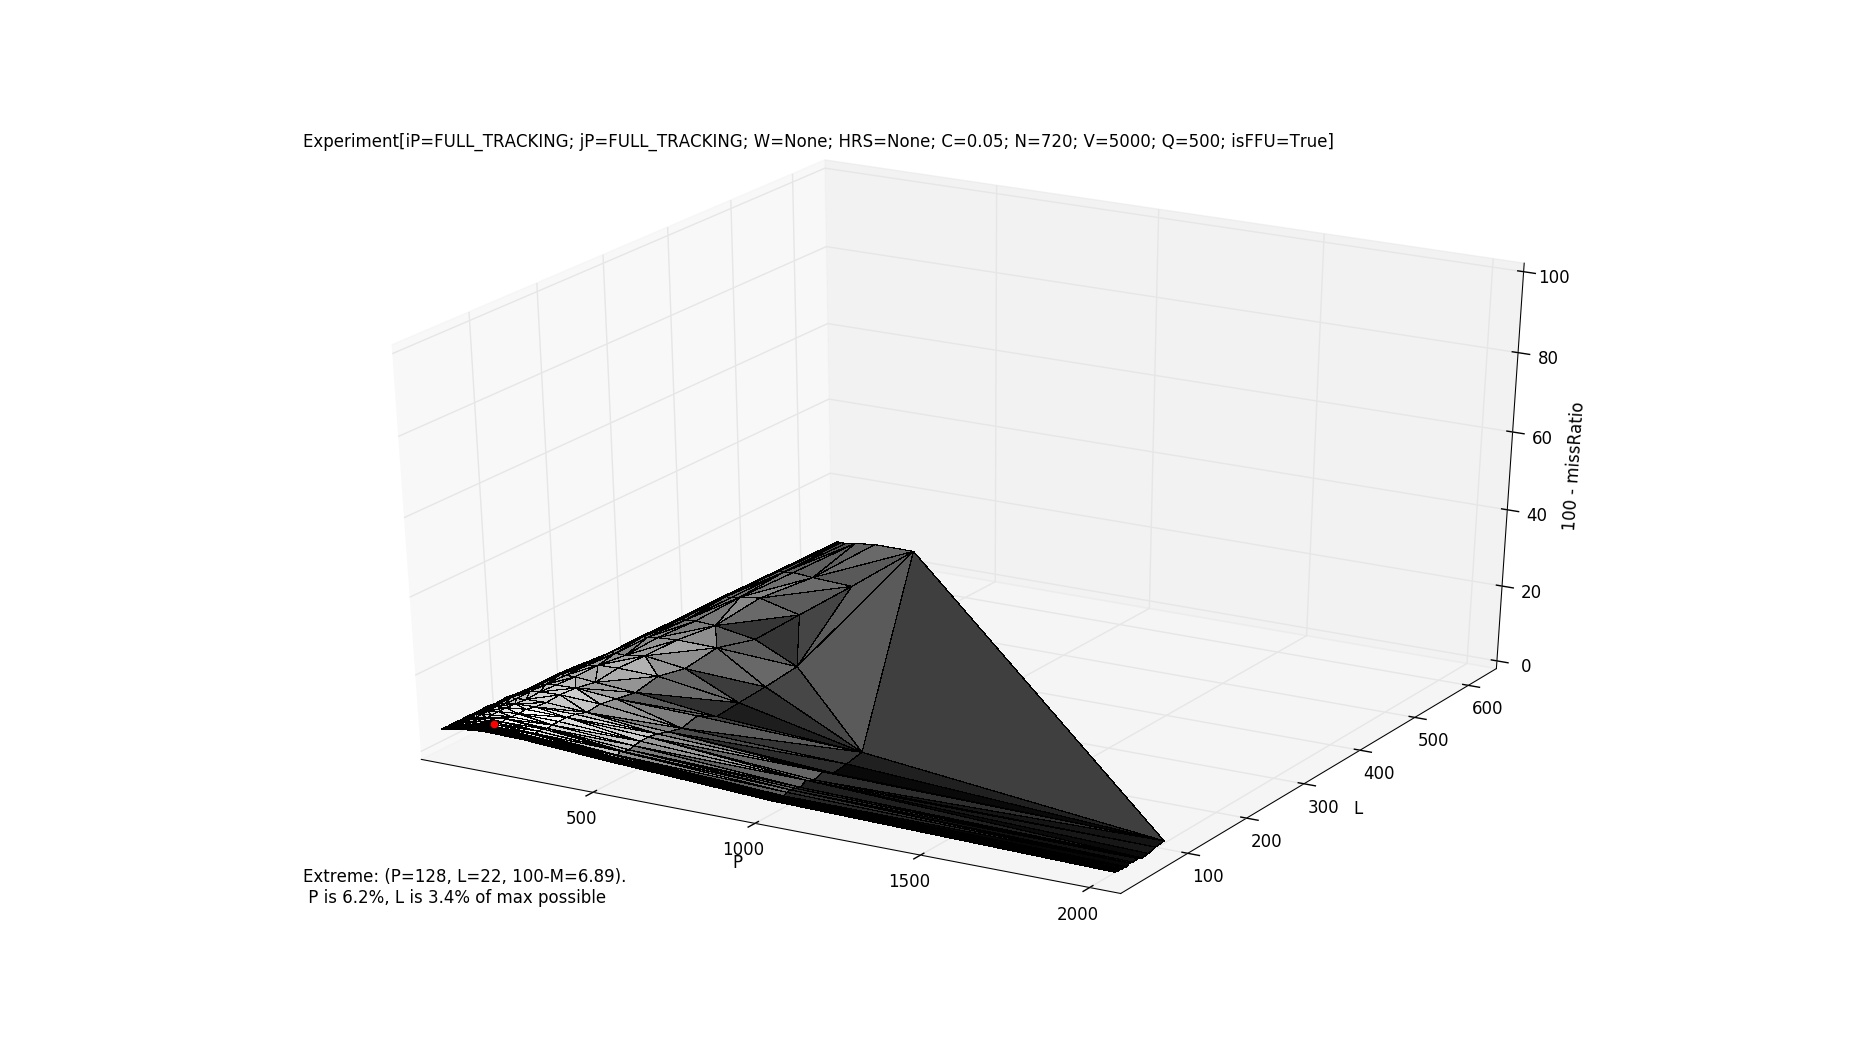 Experiment[iP=FULL_TRACKING; jP=FULL_TRACKING; W=None; HRS=None; C=0.05; N=720; V=5000; Q=500; isFFU=True]
100
80
60
100 - missRatio
40
20
0
600
500
400
300
L
200
100
500
1000
P
1500
2000
Extreme: (P=128, L=22, 100-M=6.89).
P is 6.2%, L is 3.4% of max possible